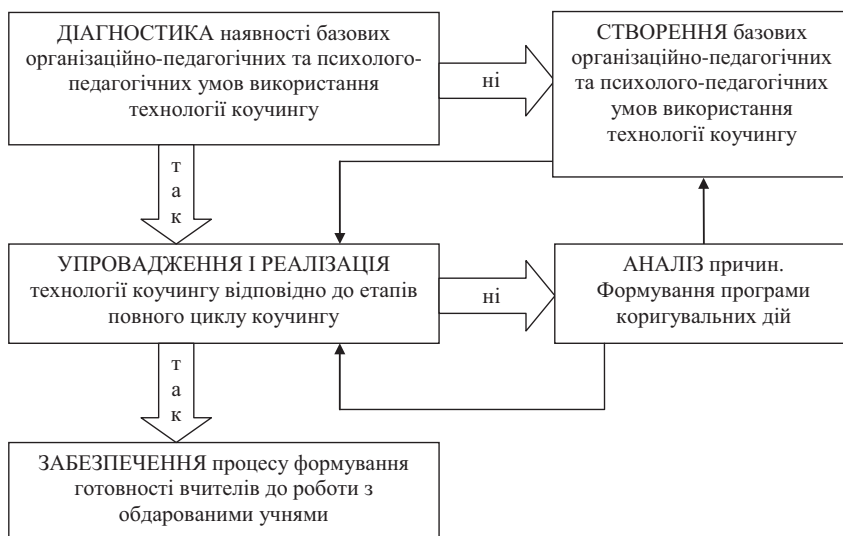 ДІАГНОСТИКА наявності базових
організаційно-педагогічних та психолого-
педагогічних умов використання
технології коучингу
ні
СТВОРЕННЯ базових
організаційно-педагогічних
та психолого-педагогічних
умов використання
технології коучингу
т
а
к
УПРОВАДЖЕННЯ І РЕАЛІЗАЦІЯ
технології коучингу відповідно до етапів
повного циклу коучингу
ні
АНАЛІЗ причин.
Формування програми
коригувальних дій
т
а
к
ЗАБЕЗПЕЧЕННЯ процесу формування
готовності вчителів до роботи з
обдарованими учнями